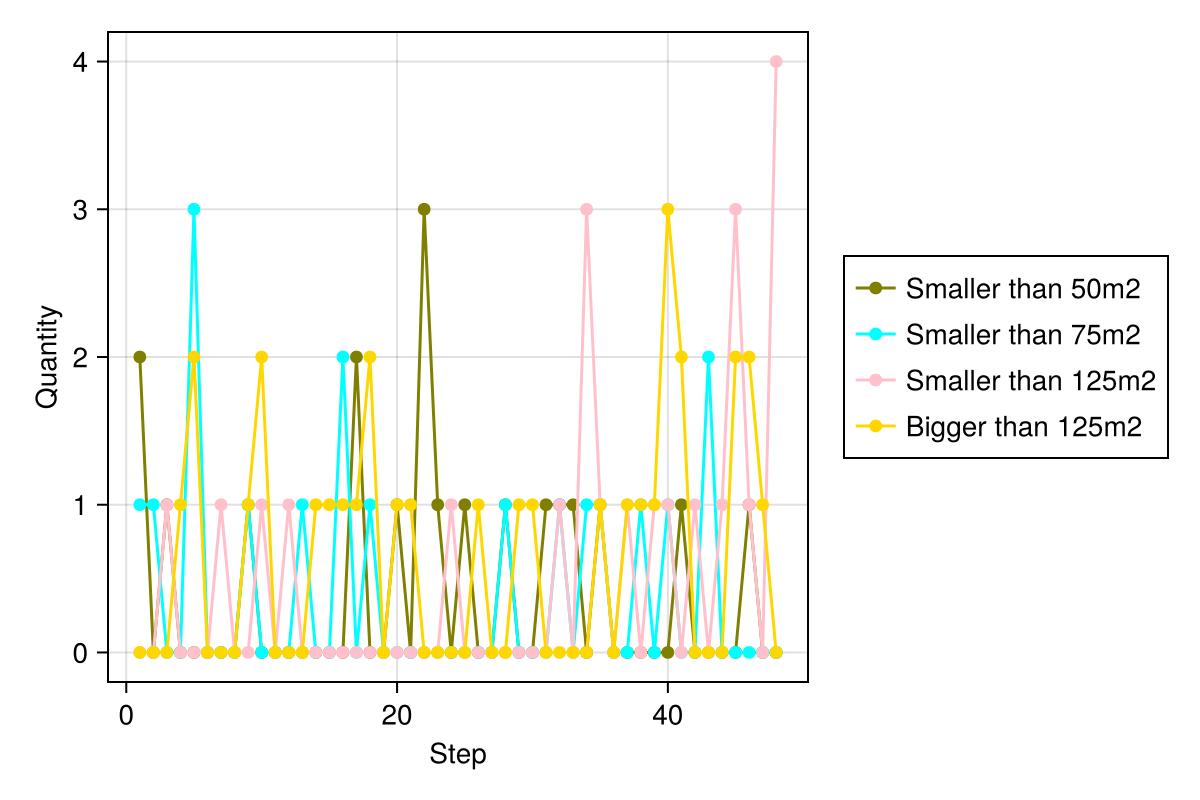 4
3
2
1
0
Quantity
0 20 40
Step
Smaller than 50m2
Smaller than 75m2
Smaller than 125m2
Bigger than 125m2